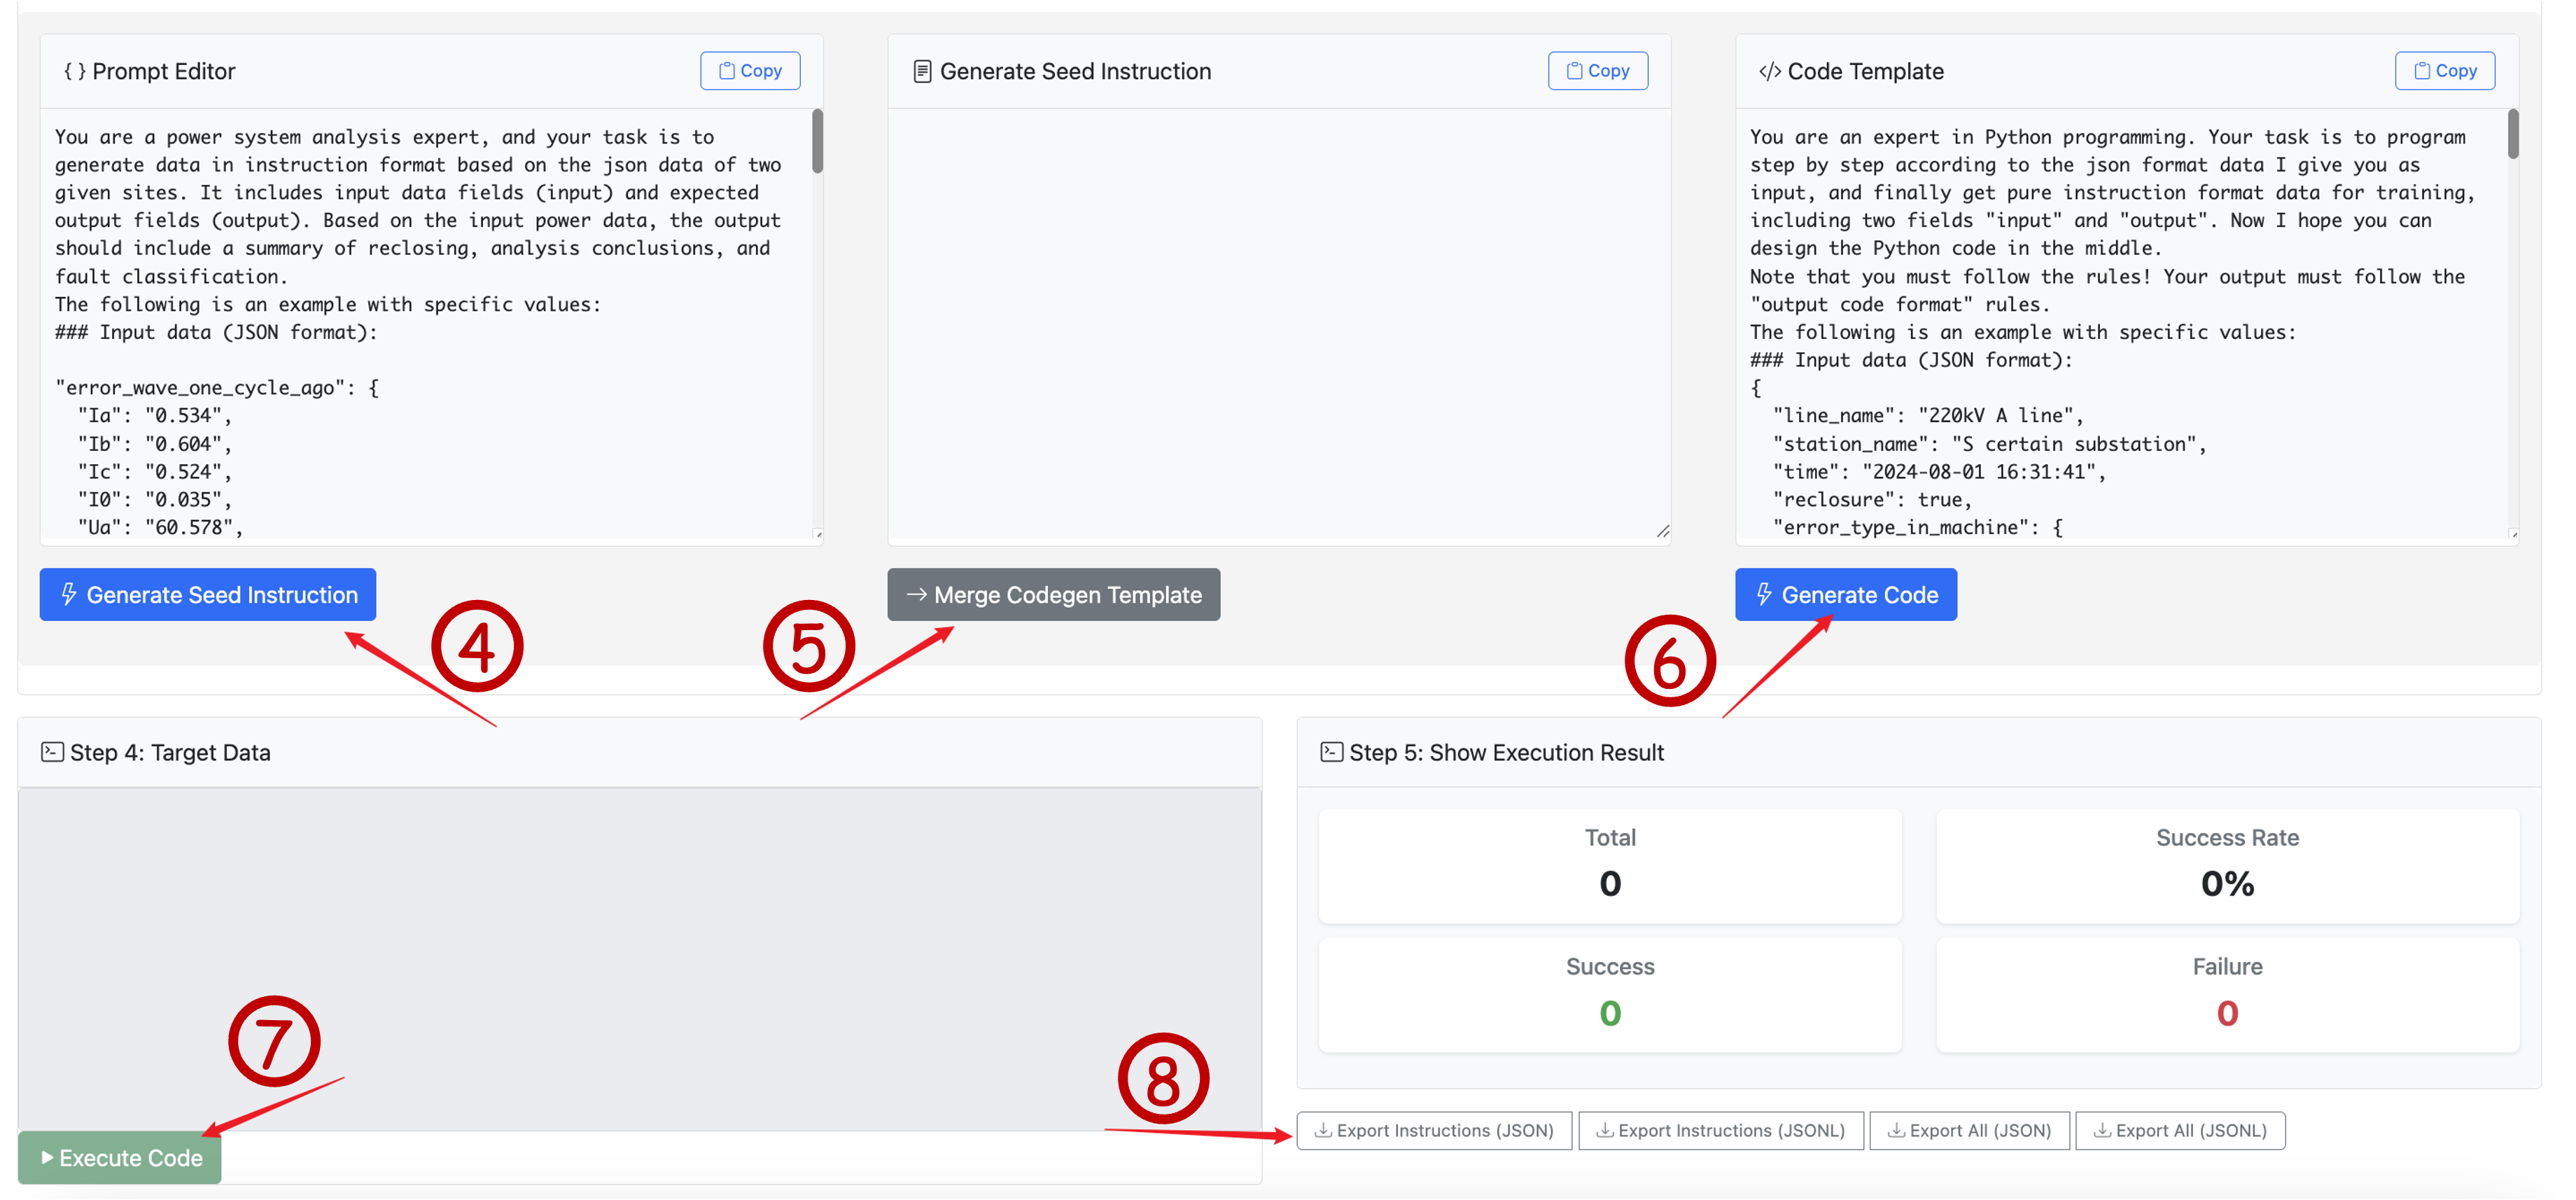 { } Prompt Editor
Copy
You are a power system analysis expert, and your task is to
generate data in instruction format based on the json data of two
given sites. It includes input data fields (input) and expected
output fields (output). Based on the input power data, the output
should include a summary of reclosing, analysis conclusions, and
fault classification.
The following is an example with specific values:
### Input data (JSON format):
"error_wave_one_cycle_ago": {
"Ia": "0.534",
"Ib": "0.604",
"Ic": "0.524",
"I0": "0.035",
"Ua": "60.578",
Generate Seed Instruction
④
Generate Seed Instruction
Copy
Merge Codegen Template
⑤
</> Code Template
Copy
You are an expert in Python programming. Your task is to program
step by step according to the json format data I give you as
input, and finally get pure instruction format data for training,
including two fields "input" and "output". Now I hope you can
design the Python code in the middle.
Note that you must follow the rules! Your output must follow the
"output code format" rules.
The following is an example with specific values:
### Input data (JSON format):
{
"line_name": "220kV A line",
"station_name": "S certain substation",
"time": "2024-08-01 16:31:41",
"reclosure": true,
"error_type_in_machine": {
Generate Code
⑥
Step 4: Target Data
⑦
Execute Code
Step 5: Show Execution Result
Total
0
Success Rate
0%
Success
0
Failure
0
⑧
Export Instructions (JSON)
Export Instructions (JSONL)
Export All (JSON)
Export All (JSONL)